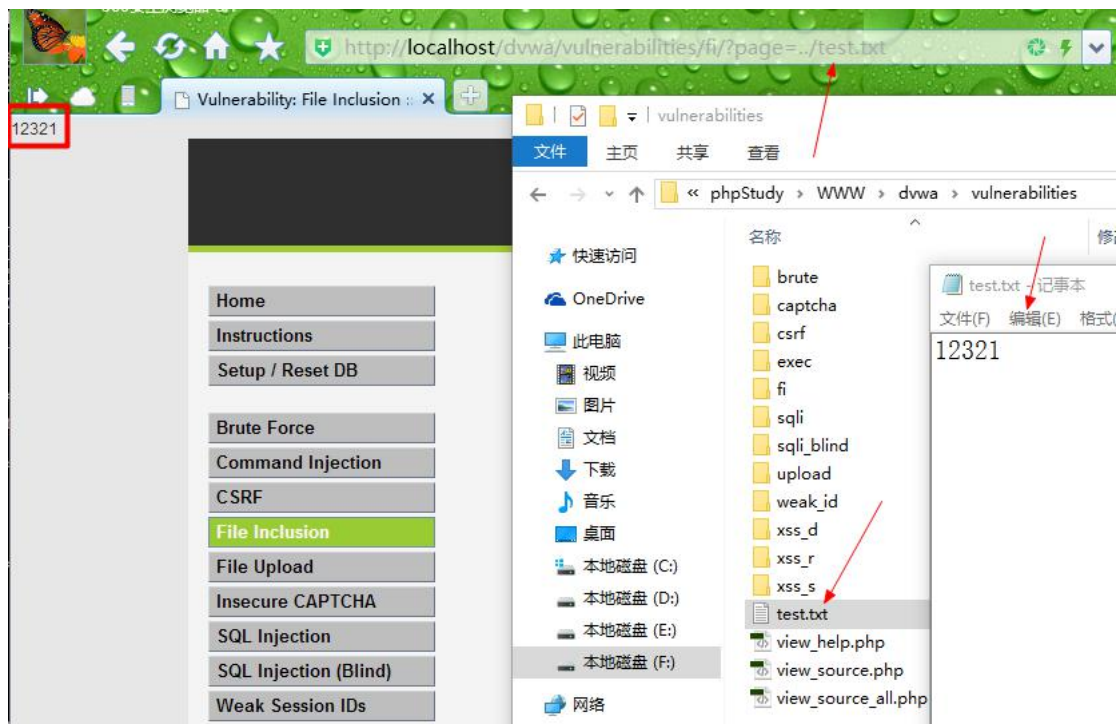 http://localhost/dvwa/vulnerabilities/fi/?page=../test.txt
Vulnerability: File Inclusion ::
12321
Home
Instructions
Setup / Reset DB
Brute Force
Command Injection
CSRF
File Inclusion
File Upload
Insecure CAPTCHA
SQL Injection
SQL Injection (Blind)
Weak Session IDs
vulnerabilities
文件 主页 共享 查看
« phpStudy › WWW › dvwa › vulnerabilities
快速访问
OneDrive
此电脑
视频
图片
文档
下载
音乐
桌面
本地磁盘 (C:)
本地磁盘 (D:)
本地磁盘 (E:)
本地磁盘 (F:)
网络
名称
brute
captcha
csrf
exec
fi
sqli
sqli_blind
upload
weak_id
xss_d
xss_r
xss_s
test.txt
view_help.php
view_source.php
view_source_all.php
test.txt - 记事本
文件(F) 编辑(E) 格式(
12321